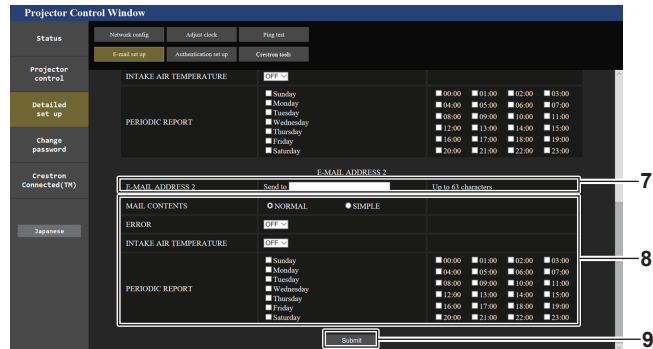 Projector Control Window
Status
Projector
control
Detailed
set up
Change
password
Crestron
Connected(TM)
Japanese
Network config Adjust clock Ping test
E-mail set up Authentication set up Crestron tools
INTAKE AIR TEMPERATURE OFF
PERIODIC REPORT
Sunday 00:00 01:00 02:00 03:00
Monday 04:00 05:00 06:00 07:00
Tuesday 08:00 09:00 10:00 11:00
Wednesday 12:00 13:00 14:00 15:00
Thursday 16:00 17:00 18:00 19:00
Friday 20:00 21:00 22:00 23:00
Saturday
E-MAIL ADDRESS 2
E-MAIL ADDRESS 2 Send to Up to 63 characters 7
MAIL CONTENTS NORMAL SIMPLE
ERROR OFF
INTAKE AIR TEMPERATURE OFF
8
PERIODIC REPORT
Sunday 00:00 01:00 02:00 03:00
Monday 04:00 05:00 06:00 07:00
Tuesday 08:00 09:00 10:00 11:00
Wednesday 12:00 13:00 14:00 15:00
Thursday 16:00 17:00 18:00 19:00
Friday 20:00 21:00 22:00 23:00
Saturday
Submit 9